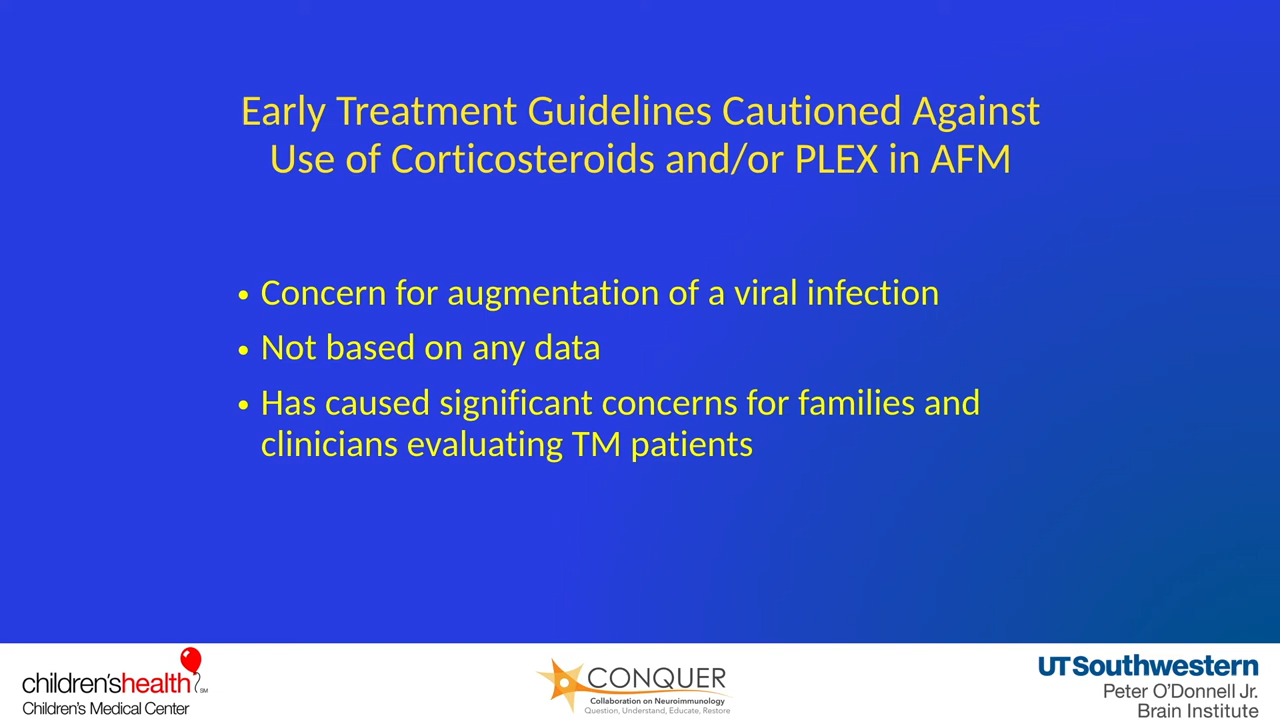 Early Treatment Guidelines Cautioned Against
Use of Corticosteroids and/or PLEX in AFM
• Concern for augmentation of a viral infection
• Not based on any data
• Has caused significant concerns for families and
clinicians evaluating TM patients
children'shealth SM
Children's Medical Center
CONQUER
Collaboration on Neuroimmunology
Question, Understand, Educate, Restore
UTSouthwestern
Peter O'Donnell Jr.
Brain Institute